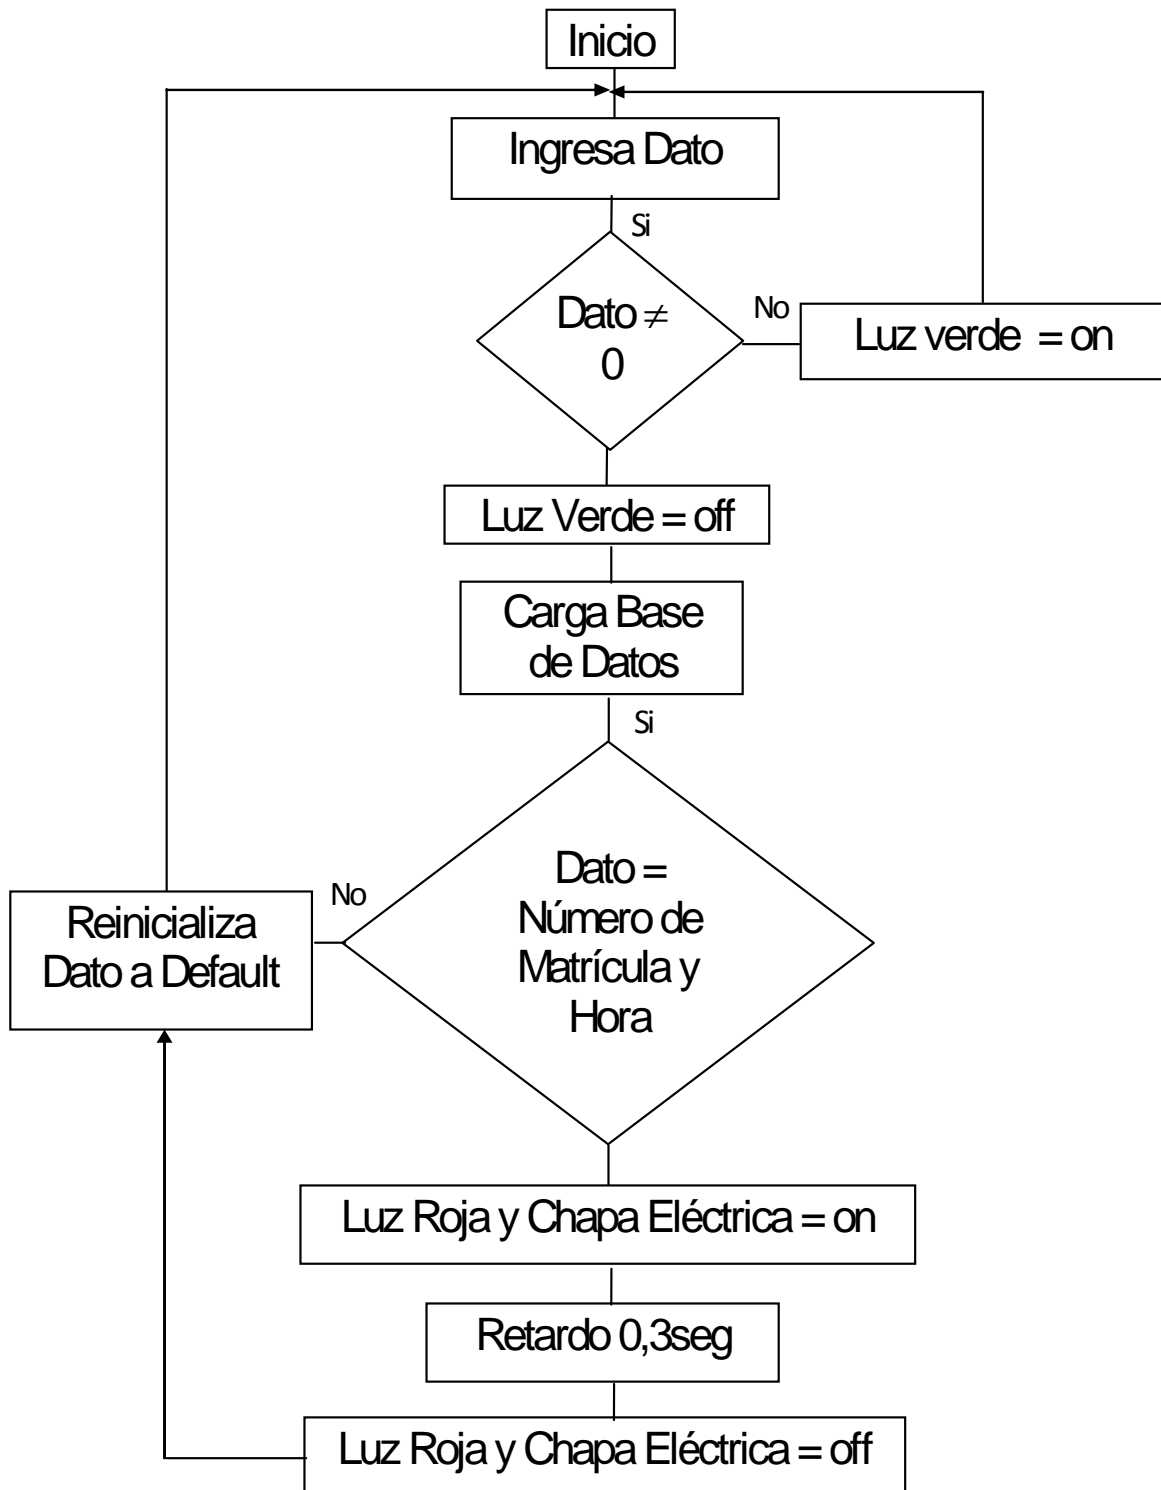 Inicio
Ingresa Dato
Si
Dato ≠
0
No
Luz verde = on
Luz Verde = off
Carga Base
de Datos
Si
Dato =
Número de
Matrícula y
Hora
No
Reinicializa
Dato a Default
Luz Roja y Chapa Eléctrica = on
Retardo 0,3seg
Luz Roja y Chapa Eléctrica = off